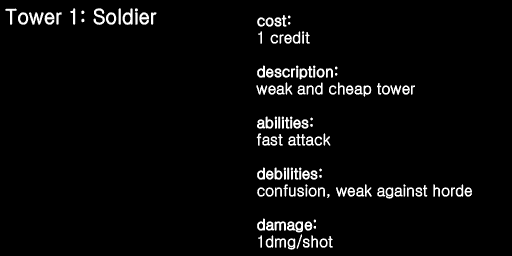 Tower 1: Soldier
cost:
1 credit
description:
weak and cheap tower
abilities:
fast attack
debilities:
confusion, weak against horde
damage:
1dmg/shot